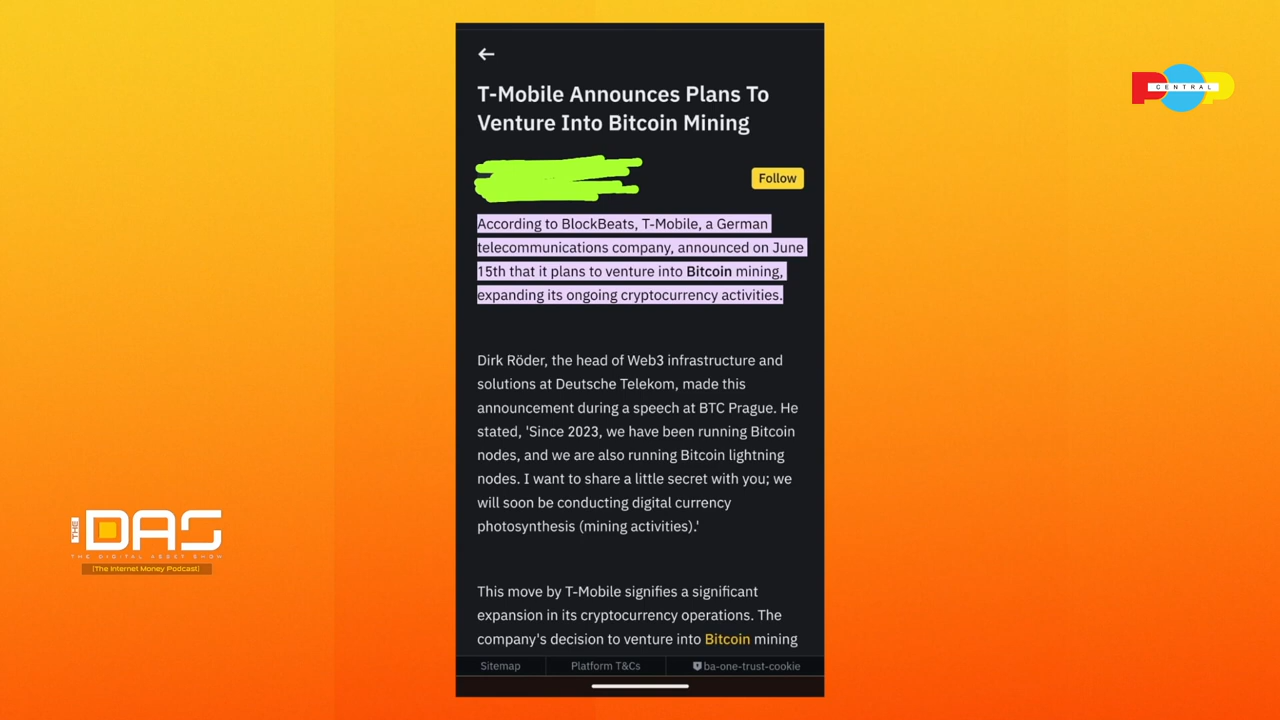 T-Mobile Announces Plans To
Venture Into Bitcoin Mining
Follow
According to BlockBeats, T-Mobile, a German
telecommunications company, announced on June
15th that it plans to venture into Bitcoin mining,
expanding its ongoing cryptocurrency activities.
Dirk Röder, the head of Web3 infrastructure and
solutions at Deutsche Telekom, made this
announcement during a speech at BTC Prague. He
stated, 'Since 2023, we have been running Bitcoin
nodes, and we are also running Bitcoin lightning
nodes. I want to share a little secret with you; we
will soon be conducting digital currency
photosynthesis (mining activities).'
This move by T-Mobile signifies a significant
expansion in its cryptocurrency operations. The
company's decision to venture into Bitcoin mining
Sitemap
Platform T&Cs
ba-one-trust-cookie
POP
CENTRAL
THE DAS
THE DIGITAL ASSET SHOW
|The Internet Money Podcast|